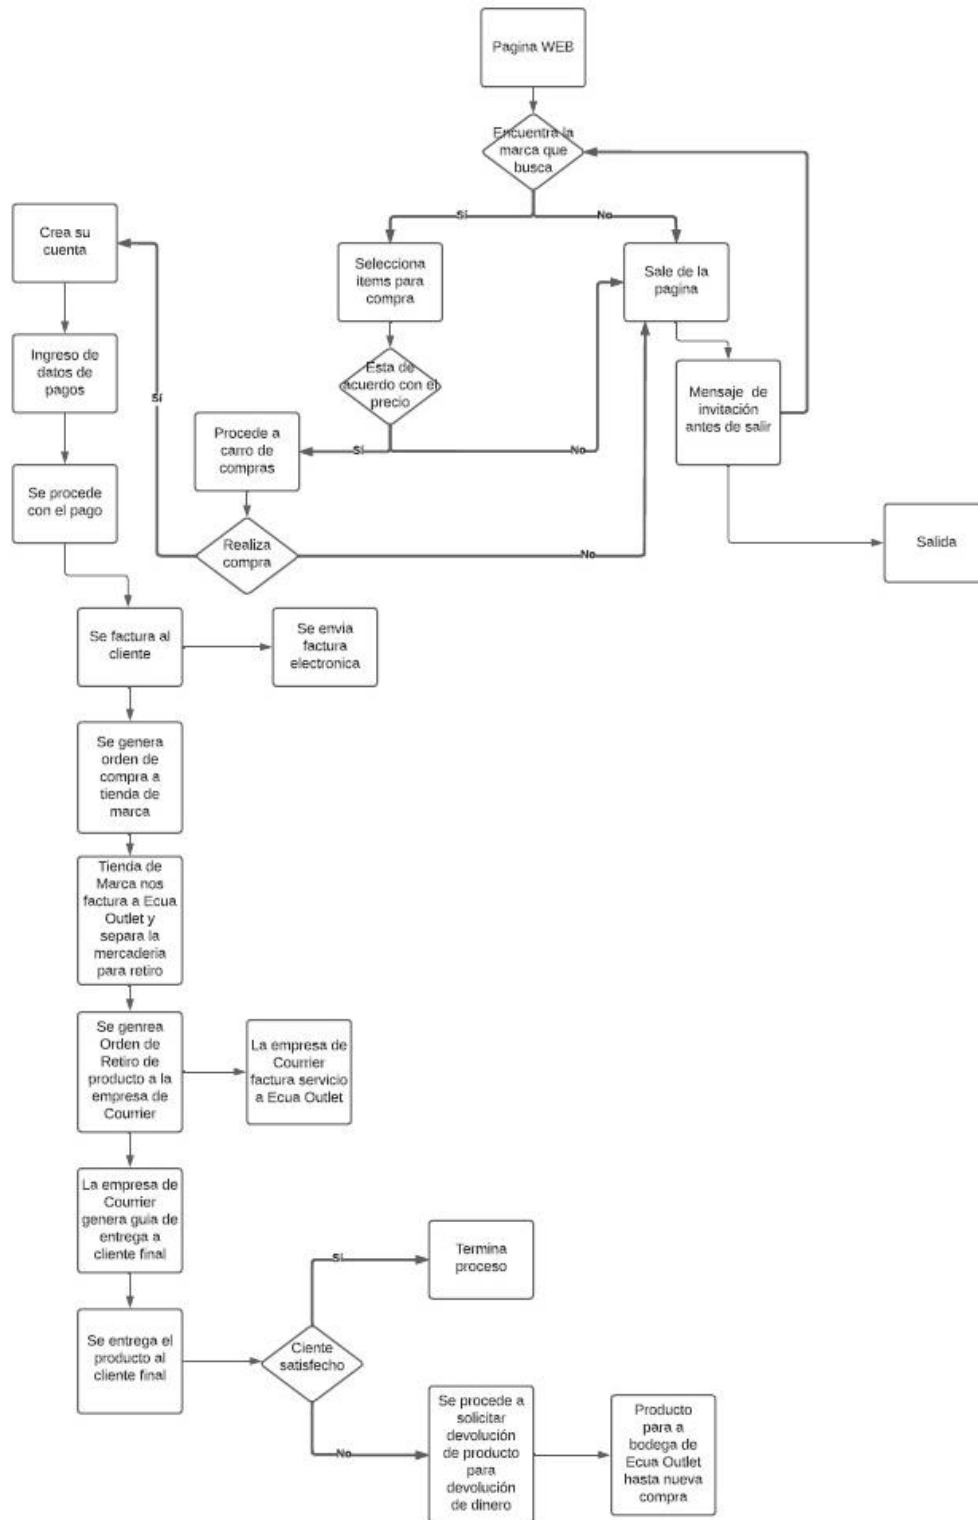 Pagina WEB
Encuentra la
marca que
busca
Sí
No
Crea su
cuenta
Selecciona
items para
compra
Sale de la
pagina
Ingreso de
datos de
pagos
Esta de
acuerdo con el
precio
Mensaje de
invitación
antes de salir
Sí
Procede a
carro de
compras
Sí
No
Se procede
con el pago
Realiza
compra
No
Salida
Se factura al
cliente
Se envia
factura
electronica
Se genera
orden de
compra a
tienda de
marca
Tienda de
Marca nos
factura a Ecua
Outlet y
separa la
mercaderia
para retiro
Se genrea
Orden de
Retiro de
producto a la
empresa de
Courrier
La empresa de
Courrier
factura servicio
a Ecua Outlet
La empresa de
Courrier
genera guia de
entrega a
cliente final
Sí
Termina
proceso
Se entrega el
producto al
cliente final
Ciente
satisfecho
No
Se procede a
solicitar
devolución
de producto
para
devolución
de dinero
Producto
para a
bodega de
Ecua Outlet
hasta nueva
compra